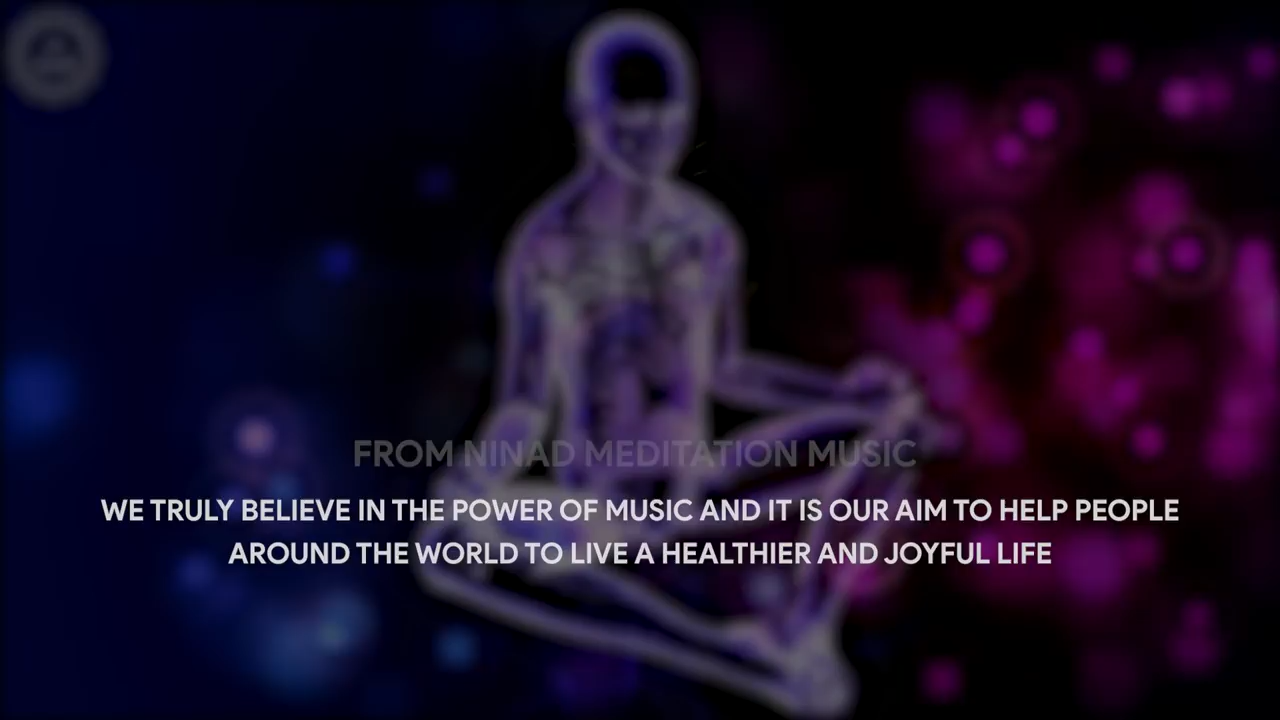 FROM NINAD MEDITATION MUSIC
WE TRULY BELIEVE IN THE POWER OF MUSIC AND IT IS OUR AIM TO HELP PEOPLE
AROUND THE WORLD TO LIVE A HEALTHIER AND JOYFUL LIFE